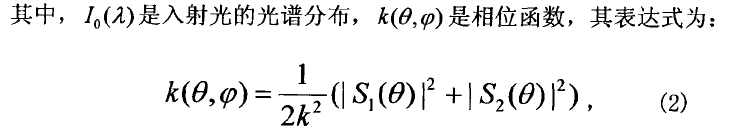 其中，I₀(λ)是入射光的光谱分布，k(θ,φ)是相位函数，其表达式为：
k(θ,φ) = \frac{1}{2k²}(| S₁(θ) |² + | S₂(θ) |²)， (2)